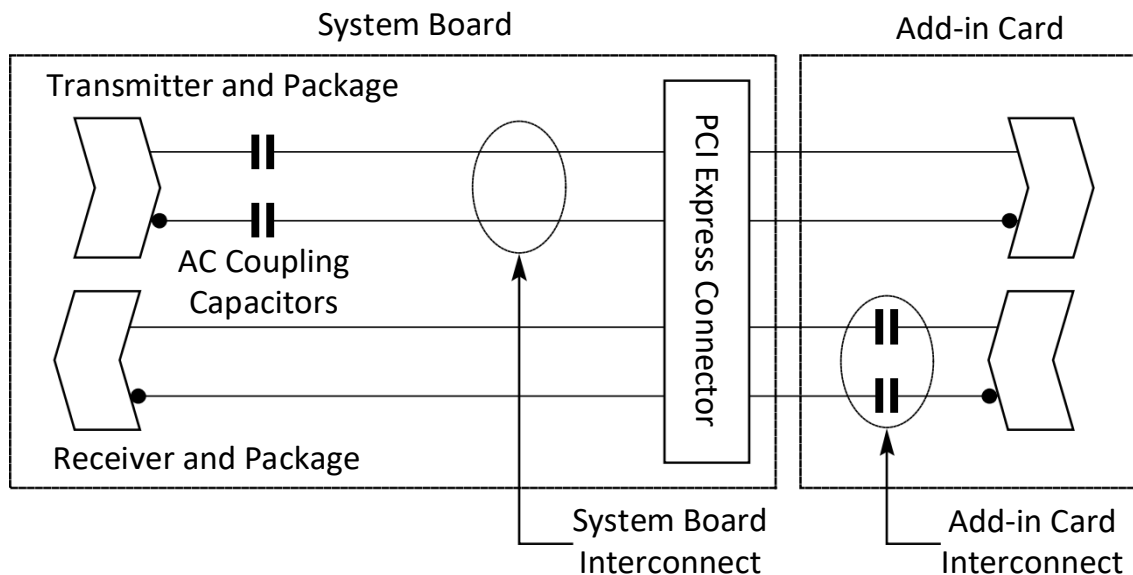 System Board
Add-in Card
Transmitter and Package
PCI Express Connector
AC Coupling
Capacitors
Receiver and Package
System Board
Interconnect
Add-in Card
Interconnect